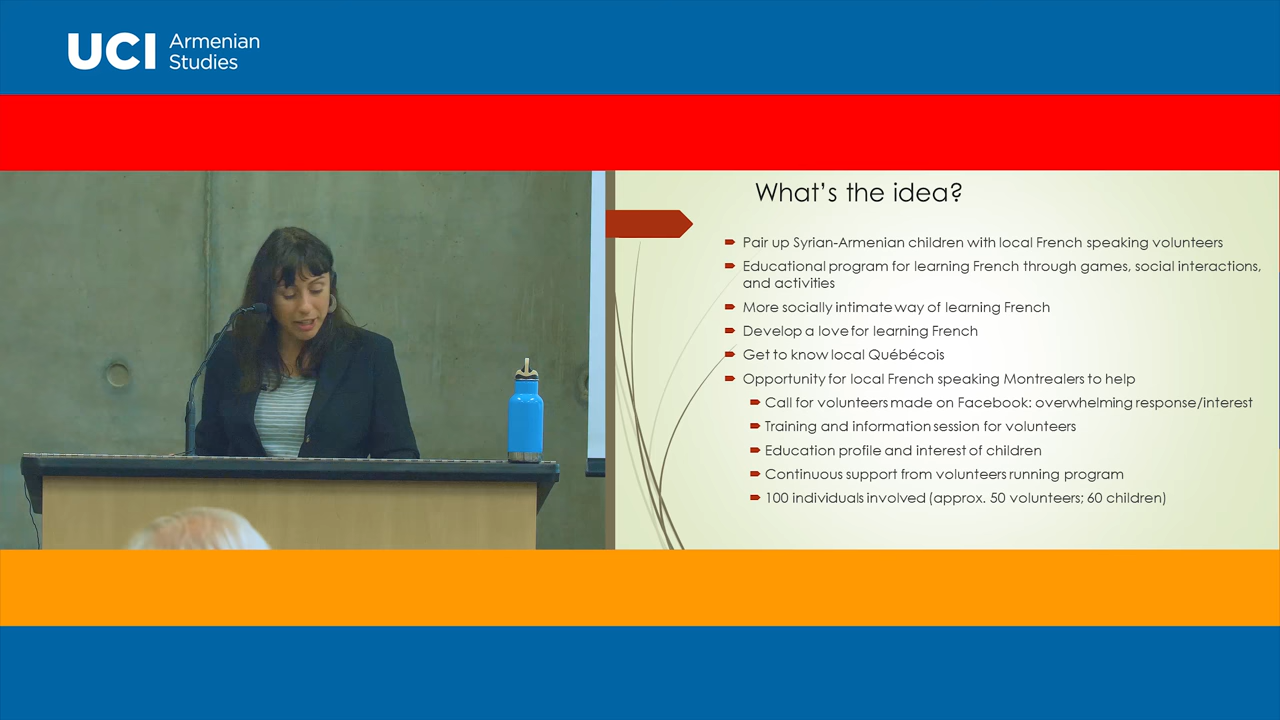 UCI Armenian
Studies
What's the idea?
Pair up Syrian-Armenian children with local French speaking volunteers
Educational program for learning French through games, social interactions,
and activities
More socially intimate way of learning French
Develop a love for learning French
Get to know local Québécois
Opportunity for local French speaking Montrealers to help
Call for volunteers made on Facebook: overwhelming response/interest
Training and information session for volunteers
Education profile and interest of children
Continuous support from volunteers running program
100 individuals involved (approx. 50 volunteers; 60 children)